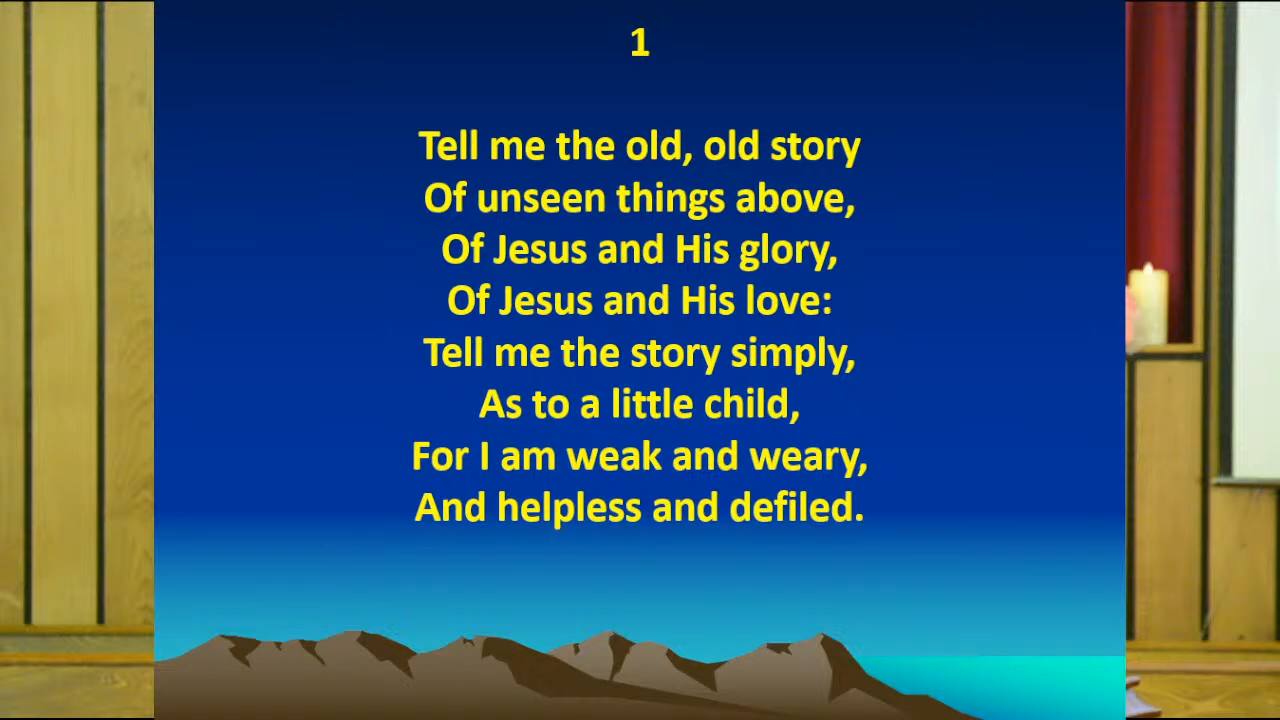 1
Tell me the old, old story
Of unseen things above,
Of Jesus and His glory,
Of Jesus and His love:
Tell me the story simply,
As to a little child,
For I am weak and weary,
And helpless and defiled.